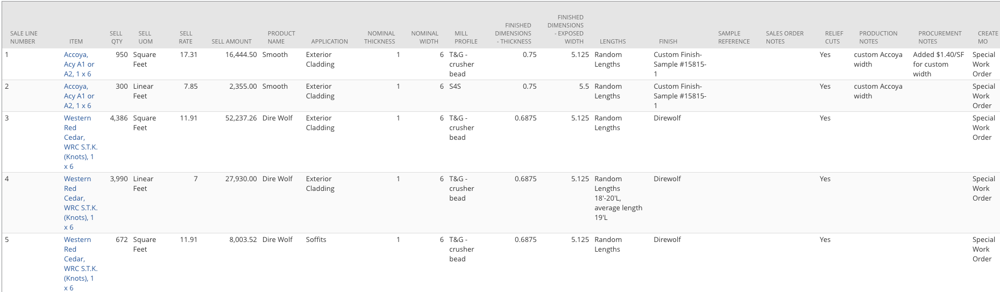 SALE LINE NUMBER ITEM SELL QTY SELL UOM SELL RATE SELL AMOUNT PRODUCT NAME APPLICATION NOMINAL THICKNESS NOMINAL WIDTH MILL PROFILE FINISHED DIMENSIONS - THICKNESS FINISHED DIMENSIONS - EXPOSED WIDTH LENGTHS FINISH SAMPLE REFERENCE SALES ORDER NOTES RELIEF CUTS PRODUCTION NOTES PROCUREMENT NOTES CREATE MO
1 Accoya, Acy A1 or A2, 1 x 6 950 Square Feet 17.31 16,444.50 Smooth Exterior Cladding 1 6 T&G - crusher bead 0.75 5.125 Random Lengths Custom Finish- Sample #15815- 1 Yes custom Accoya width Added $1.40/SF for custom width Special Work Order
2 Accoya, Acy A1 or A2, 1 x 6 300 Linear Feet 7.85 2,355.00 Smooth Exterior Cladding 1 6 S4S 0.75 5.5 Random Lengths Custom Finish- Sample #15815- 1 Yes custom Accoya width Special Work Order
3 Western Red Cedar, WRC S.T.K. (Knots), 1 x 6 4,386 Square Feet 11.91 52,237.26 Dire Wolf Exterior Cladding 1 6 T&G - crusher bead 0.6875 5.125 Random Lengths Direwolf Yes Special Work Order
4 Western Red Cedar, WRC S.T.K. (Knots), 1 x 6 3,990 Linear Feet 7 27,930.00 Dire Wolf Exterior Cladding 1 6 T&G - crusher bead 0.6875 5.125 Random Lengths 18'-20'L, average length 19'L Direwolf Yes Special Work Order
5 Western Red Cedar, WRC S.T.K. (Knots), 1 x 6 672 Square Feet 11.91 8,003.52 Dire Wolf Soffits 1 6 T&G - crusher bead 0.6875 5.125 Random Lengths Direwolf Yes Special Work Order